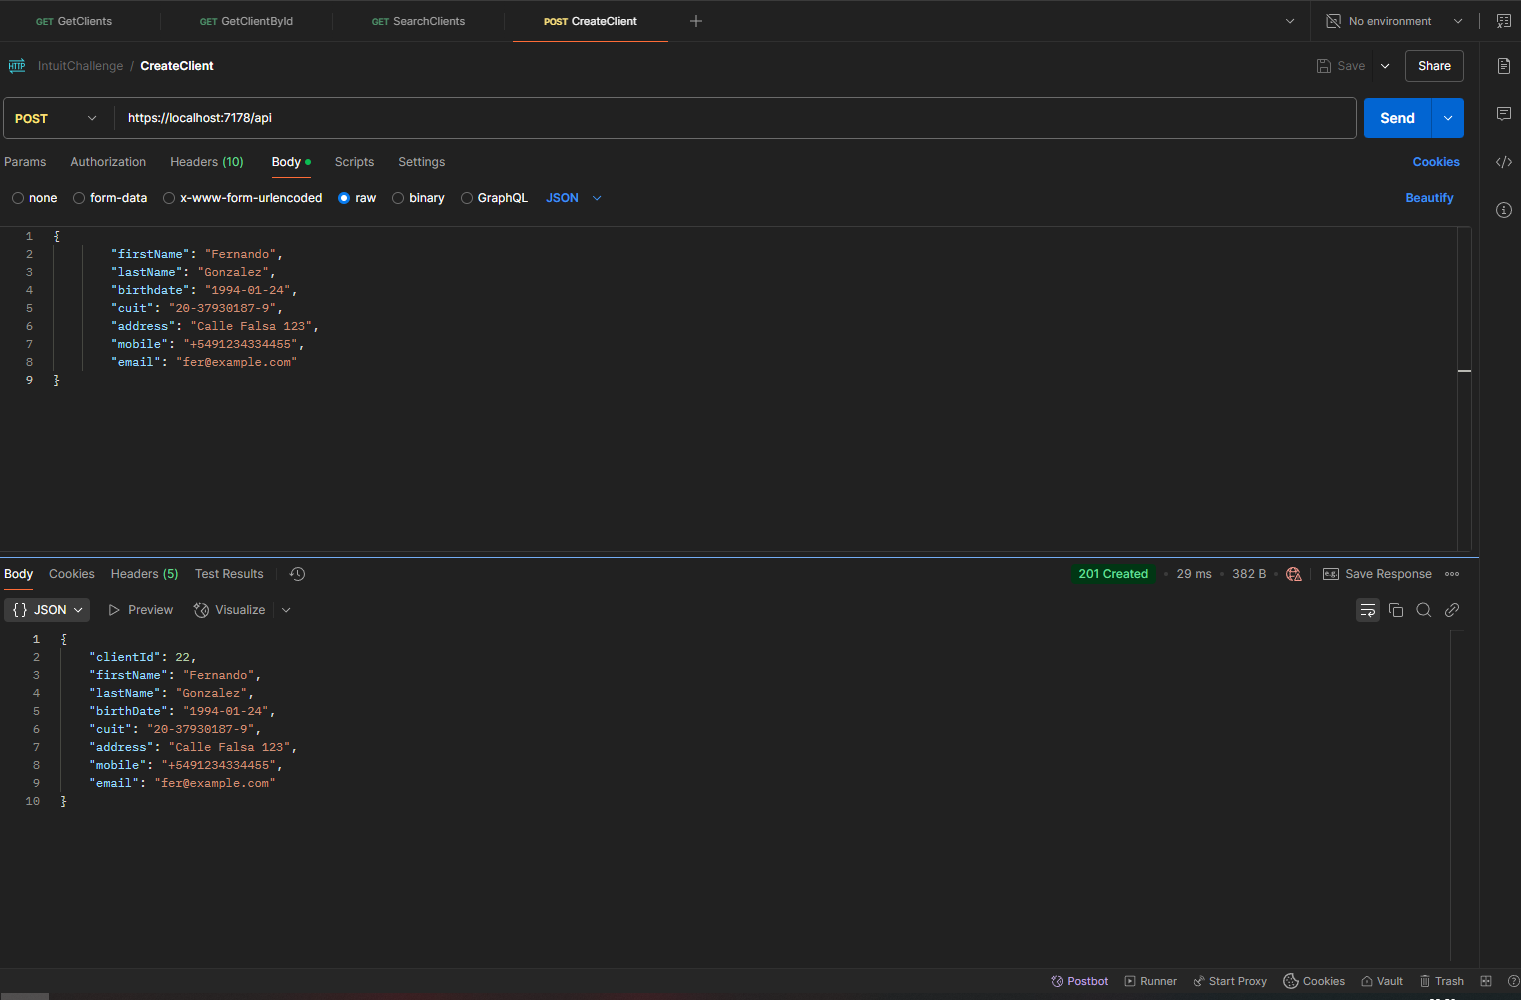 GET GetClients GET GetClientById GET SearchClients POST CreateClient No environment
HTTP IntuitChallenge / CreateClient Save Share
POST https://localhost:7178/api Send
Params Authorization Headers (10) Body Scripts Settings Cookies
none form-data x-www-form-urlencoded raw binary GraphQL JSON Beautify
1 {
2 "firstName": "Fernando",
3 "lastName": "Gonzalez",
4 "birthdate": "1994-01-24",
5 "cuit": "20-37930187-9",
6 "address": "Calle Falsa 123",
7 "mobile": "+5491234334455",
8 "email": "fer@example.com"
9 }
Body Cookies Headers (5) Test Results 201 Created • 29 ms • 382 B • e.g. Save Response
{} JSON Preview Visualize
1 {
2 "clientId": 22,
3 "firstName": "Fernando",
4 "lastName": "Gonzalez",
5 "birthDate": "1994-01-24",
6 "cuit": "20-37930187-9",
7 "address": "Calle Falsa 123",
8 "mobile": "+5491234334455",
9 "email": "fer@example.com"
10 }
Postbot Runner Start Proxy Cookies Vault Trash